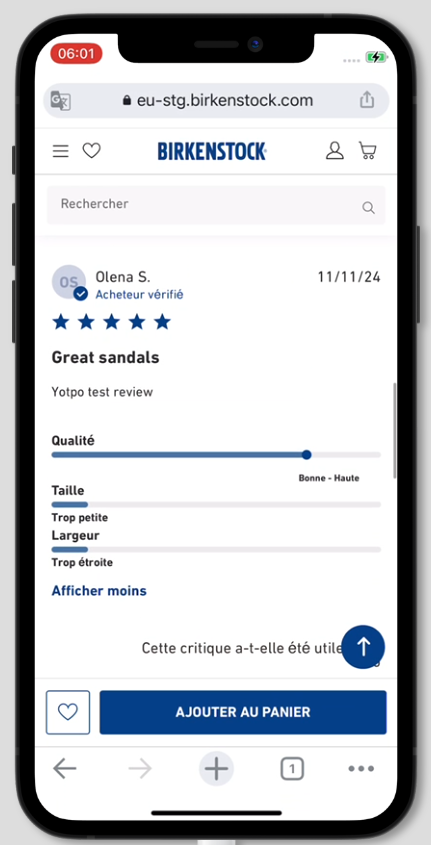 06:01
eu-stg.birkenstock.com
BIRKENSTOCK
Rechercher
OS
Olena S.
11/11/24
Acheteur vérifié
Great sandals
Yotpo test review
Qualité
Bonne - Haute
Taille
Trop petite
Largeur
Trop étroite
Afficher moins
Cette critique a-t-elle été utile
AJOUTER AU PANIER
1